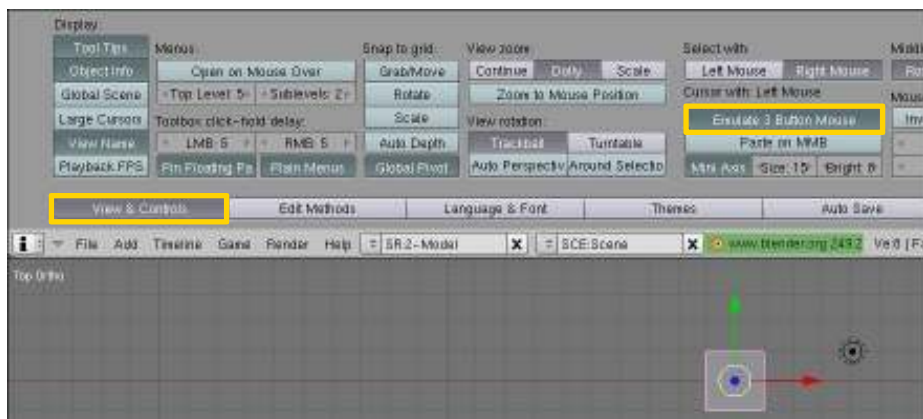 Display:
Tool Tips
Object Info
Global Scene
Large Cursors
View Name
Playback FPS
Menus:
Open on Mouse Over
Top Level: 5
Sublevels: 2
Toolbox click-hold delay:
LMB: 5
RMB: 5
Pin Floating Pa
Plain Menus
Snap to grid:
Grab/Move
Rotate
Scale
Auto Depth
Global Pivot
View zoom:
Continue Dolly Scale
Zoom to Mouse Position
View rotation:
Trackball Turntable
Auto Perspectiv Around Selectio
Select with:
Left Mouse Right Mouse
Cursor with: Left Mouse
Emulate 3 Button Mouse
Paste on MMB
Mini Axis Size: 15 Bright: 8
Mous
Inv
View & Controls Edit Methods Language & Font Themes Auto Save
File Add Timeline Game Render Help SR:2-Model X SCE:Scene X www.blender.org 249.2
Top Ortho